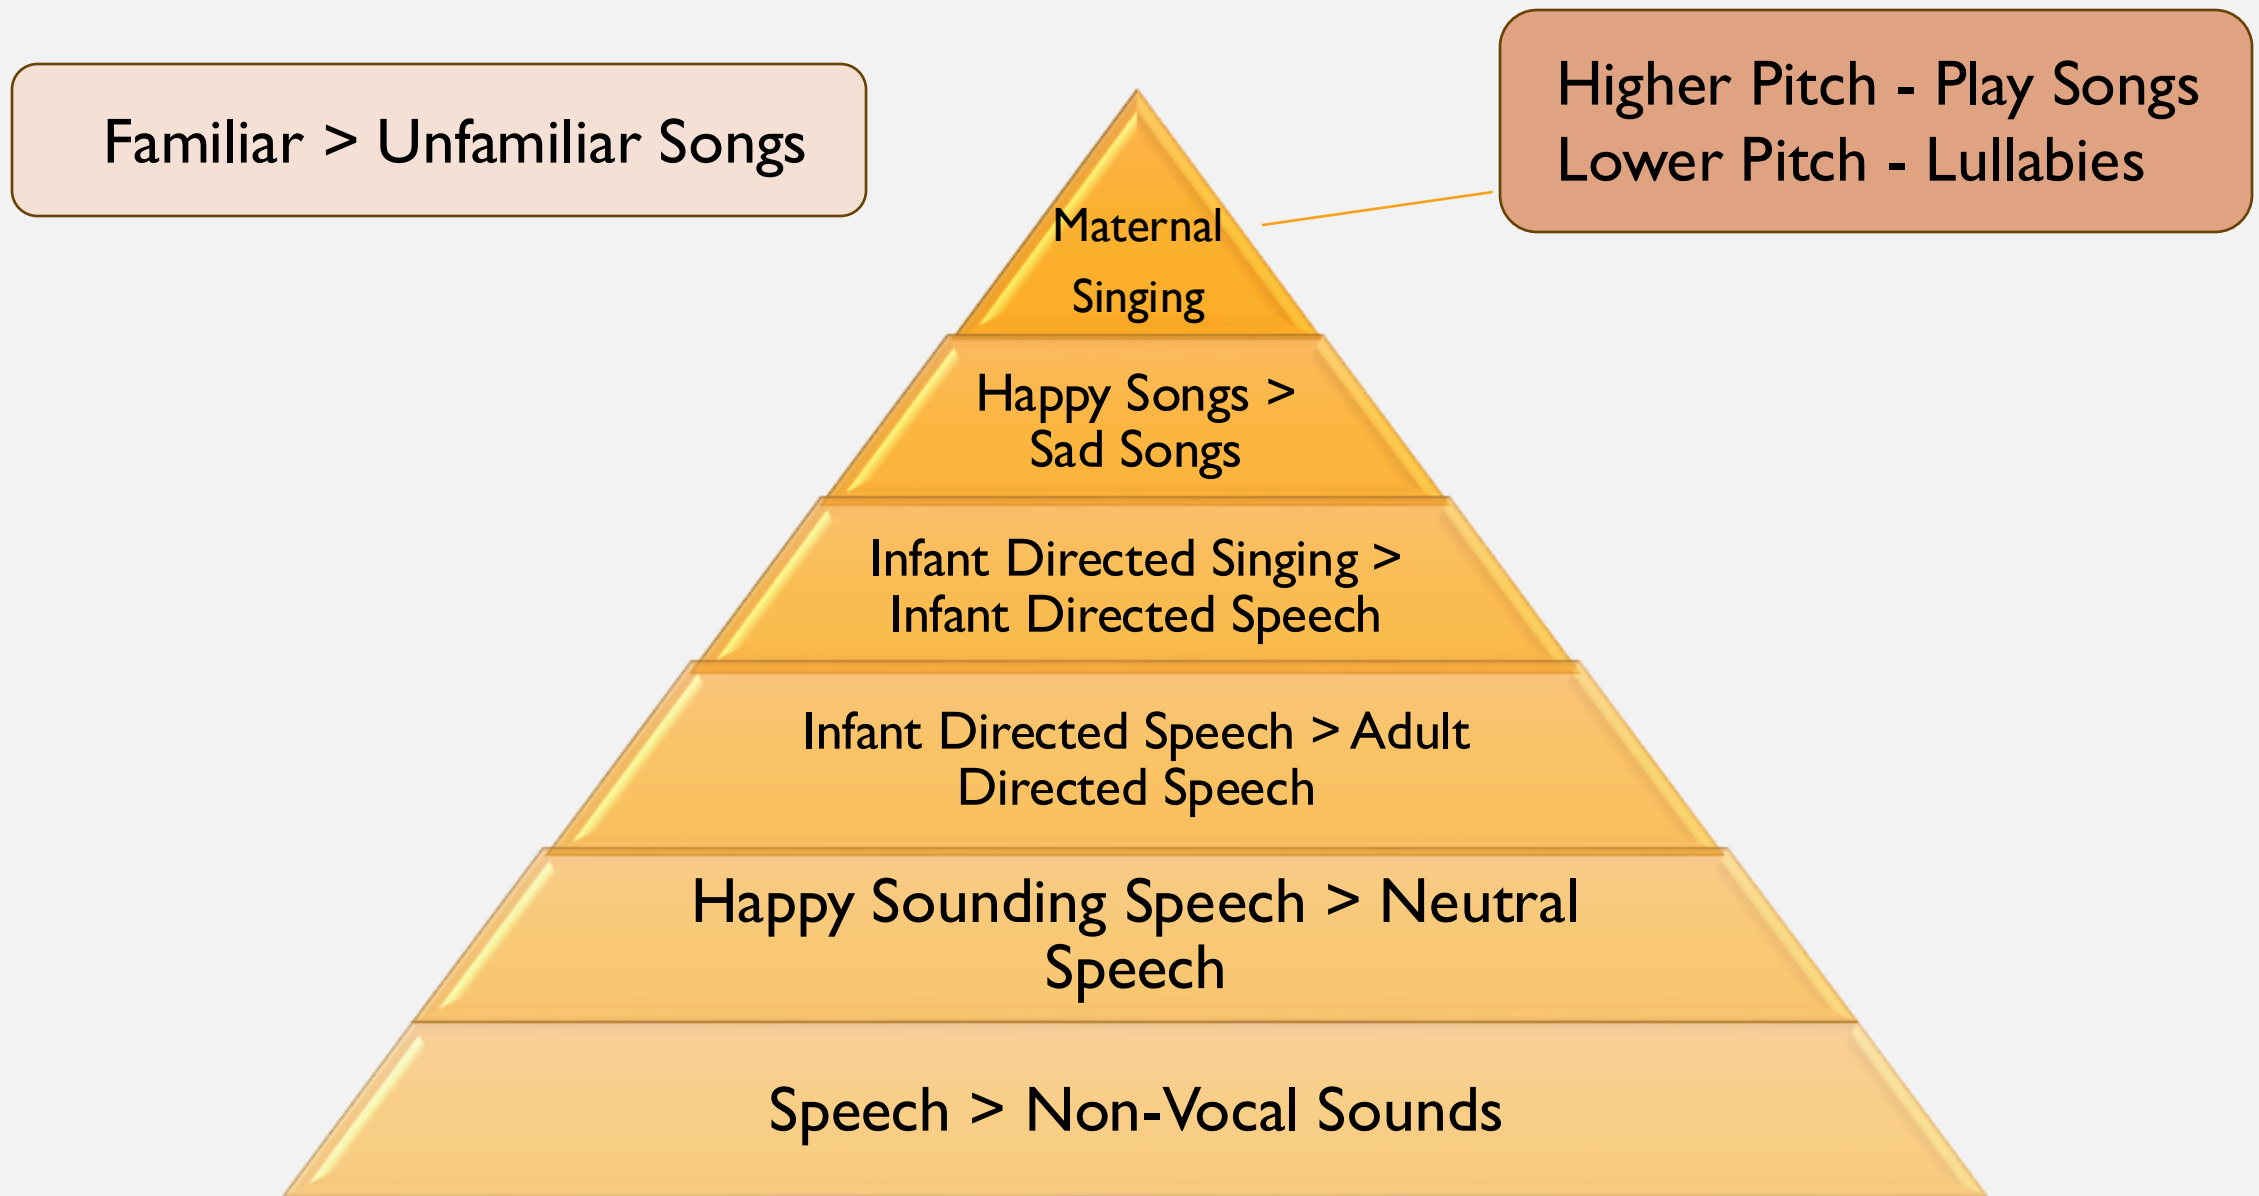 Familiar > Unfamiliar Songs
Higher Pitch - Play Songs
Lower Pitch - Lullabies
Maternal
Singing
Happy Songs >
Sad Songs
Infant Directed Singing >
Infant Directed Speech
Infant Directed Speech > Adult
Directed Speech
Happy Sounding Speech > Neutral
Speech
Speech > Non-Vocal Sounds